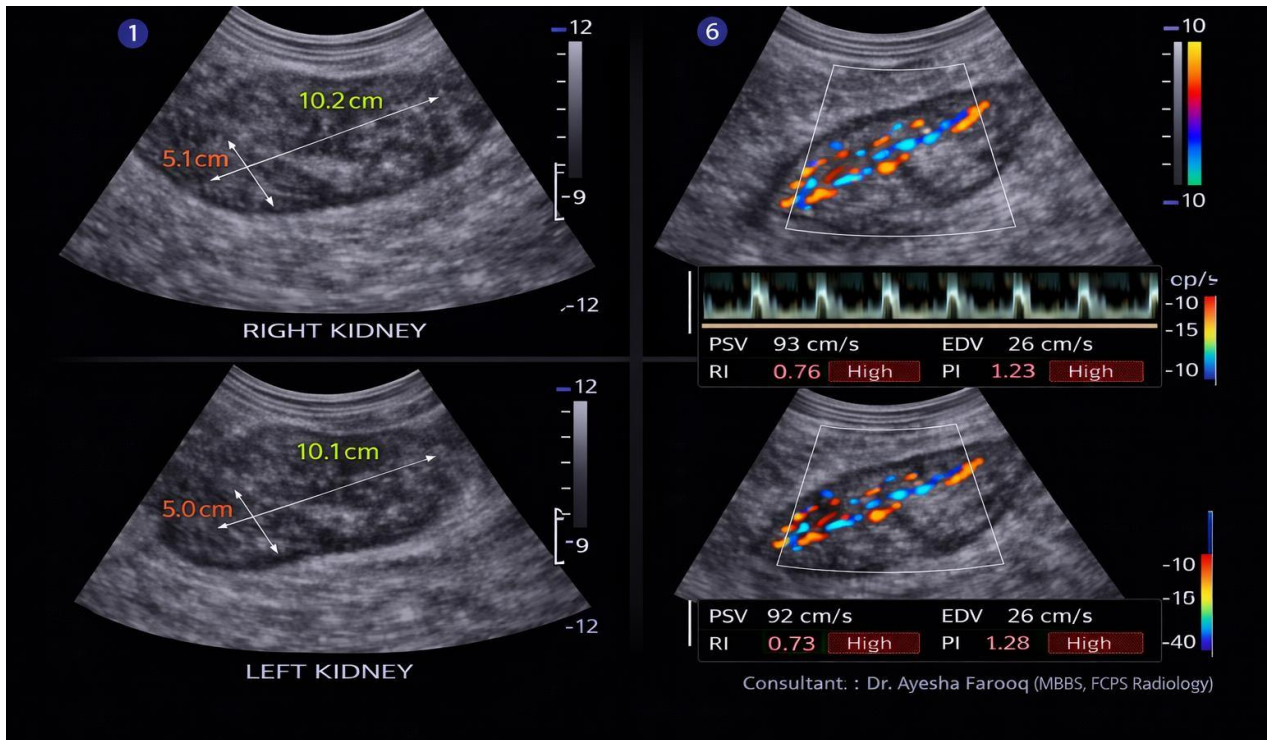 1
12
10.2 cm
5.1cm
-9
-12
RIGHT KIDNEY
6
10
10
cp/s
-10
-15
-10
PSV 93 cm/s EDV 26 cm/s
RI 0.76 High PI 1.23 High
12
10.1 cm
5.0 cm
-9
-12
LEFT KIDNEY
-10
-15
-40
PSV 92 cm/s EDV 26 cm/s
RI 0.73 High PI 1.28 High
Consultant. : Dr. Ayesha Farooq (MBBS, FCPS Radiology)